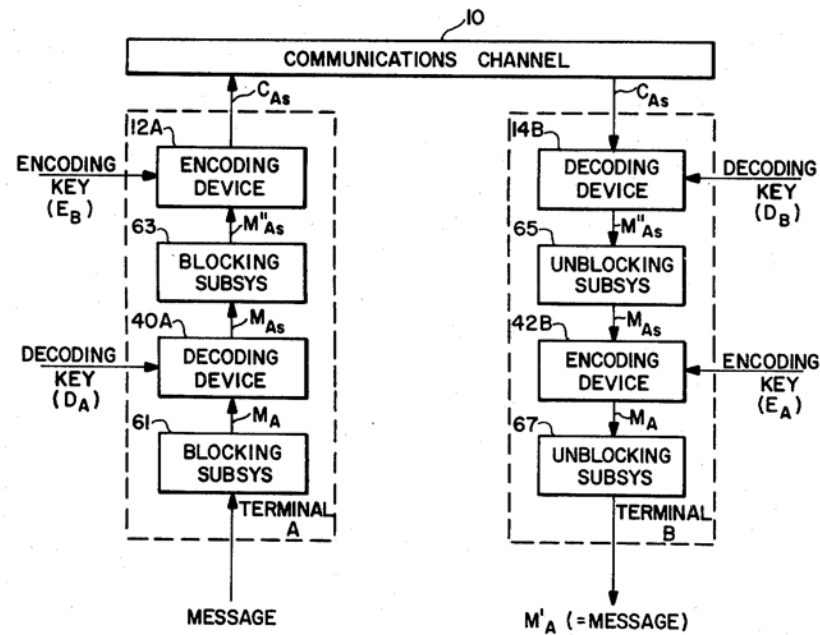 10
COMMUNICATIONS CHANNEL
C_As
C_As
12A
14B
ENCODING
KEY
(E_B)
ENCODING
DEVICE
DECODING
DEVICE
DECODING
KEY
(D_B)
M"_As
M"_As
63
65
BLOCKING
SUBSYS
UNBLOCKING
SUBSYS
M_As
M_As
40A
42B
DECODING
KEY
(D_A)
DECODING
DEVICE
ENCODING
DEVICE
ENCODING
KEY
(E_A)
M_A
M_A
61
67
BLOCKING
SUBSYS
UNBLOCKING
SUBSYS
TERMINAL
A
TERMINAL
B
MESSAGE
M'_A (=MESSAGE)